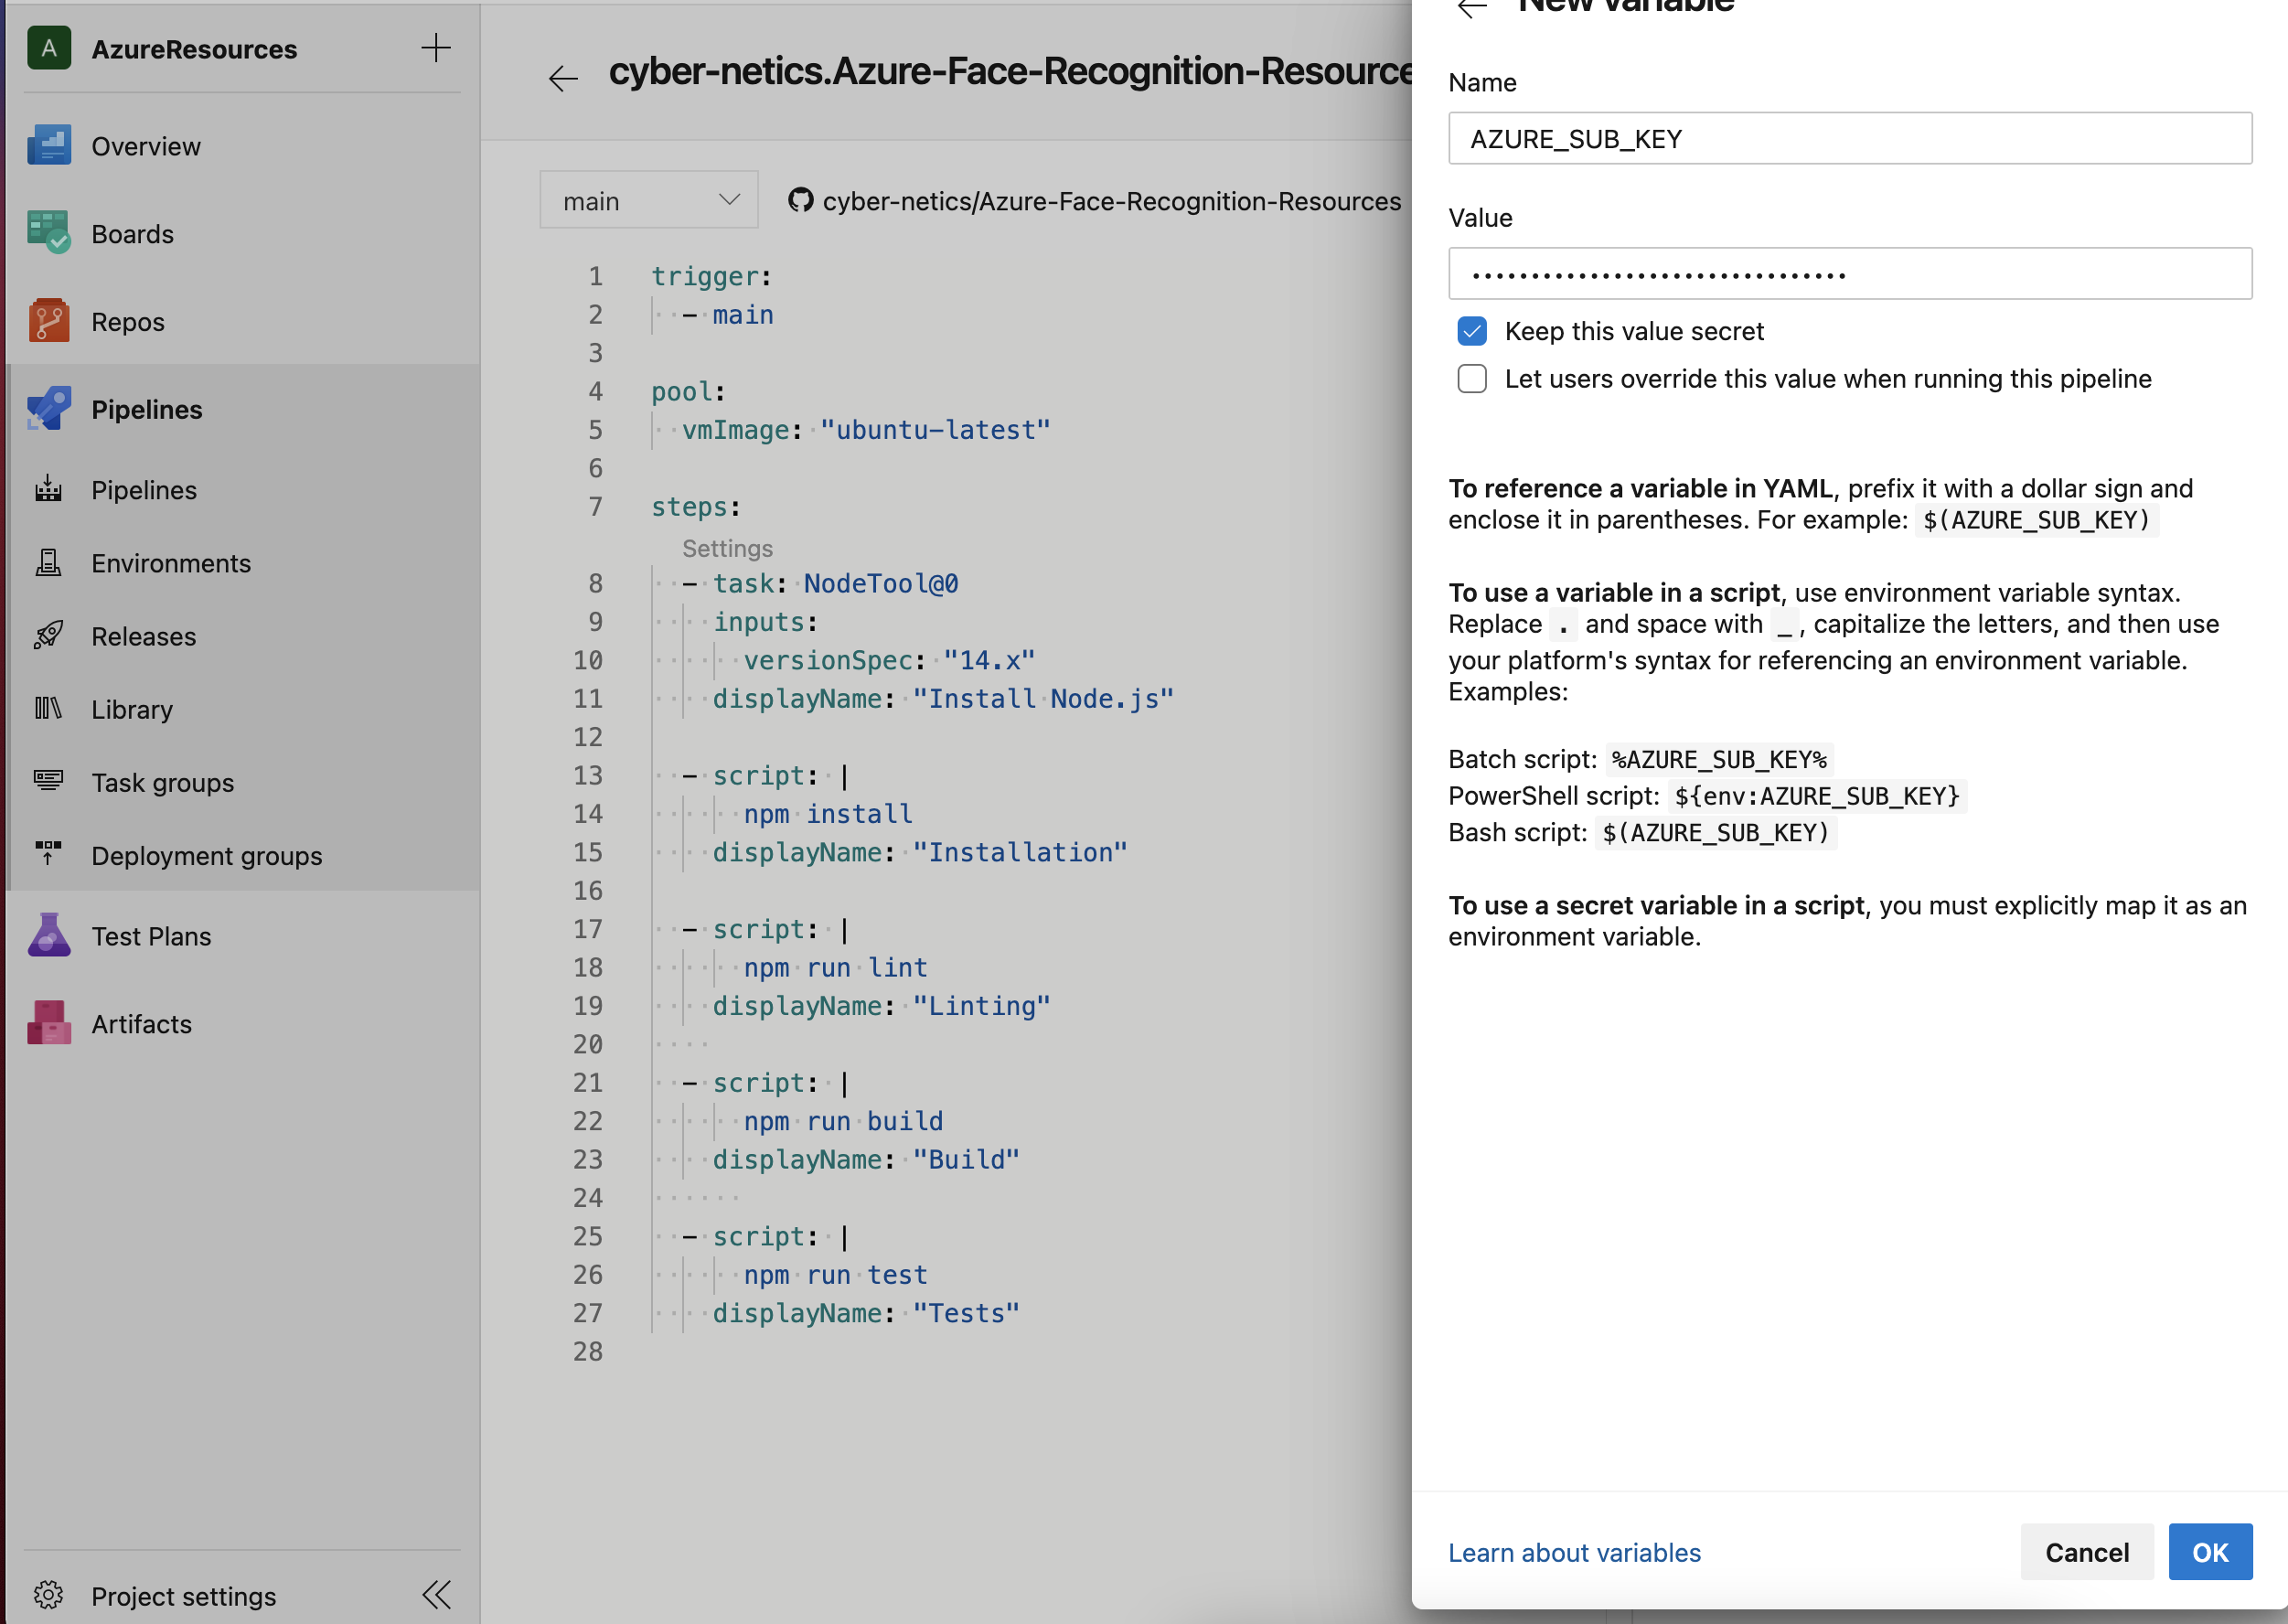 A AzureResources
Overview
Boards
Repos
Pipelines
Pipelines
Environments
Releases
Library
Task groups
Deployment groups
Test Plans
Artifacts
Project settings
cyber-netics.Azure-Face-Recognition-Resource
main
cyber-netics/Azure-Face-Recognition-Resources
1 trigger:
2 - main
3
4 pool:
5 vmImage: "ubuntu-latest"
6
7 steps:
Settings
8 - task: NodeTool@0
9 inputs:
10 versionSpec: "14.x"
11 displayName: "Install Node.js"
12
13 - script: |
14 npm install
15 displayName: "Installation"
16
17 - script: |
18 npm run lint
19 displayName: "Linting"
20
21 - script: |
22 npm run build
23 displayName: "Build"
24
25 - script: |
26 npm run test
27 displayName: "Tests"
28
New variable
Name
AZURE_SUB_KEY
Value
••••••••••••••••••••••••••••••••
Keep this value secret
Let users override this value when running this pipeline
To reference a variable in YAML, prefix it with a dollar sign and
enclose it in parentheses. For example: $(AZURE_SUB_KEY)
To use a variable in a script, use environment variable syntax.
Replace . and space with _, capitalize the letters, and then use
your platform's syntax for referencing an environment variable.
Examples:
Batch script: %AZURE_SUB_KEY%
PowerShell script: ${env:AZURE_SUB_KEY}
Bash script: $(AZURE_SUB_KEY)
To use a secret variable in a script, you must explicitly map it as an
environment variable.
Learn about variables
Cancel
OK